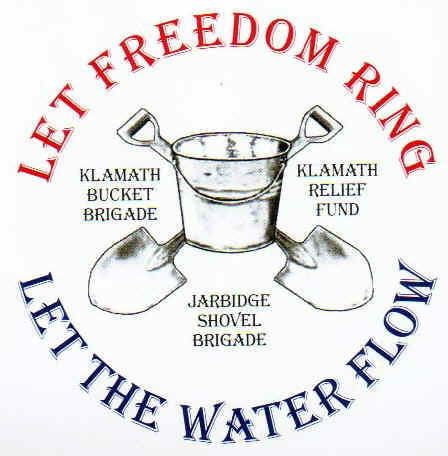 LET FREEDOM RING
KLAMATH
BUCKET
BRIGADE
KLAMATH
RELIEF
FUND
JARBIDGE
SHOVEL
BRIGADE
LET THE WATER FLOW